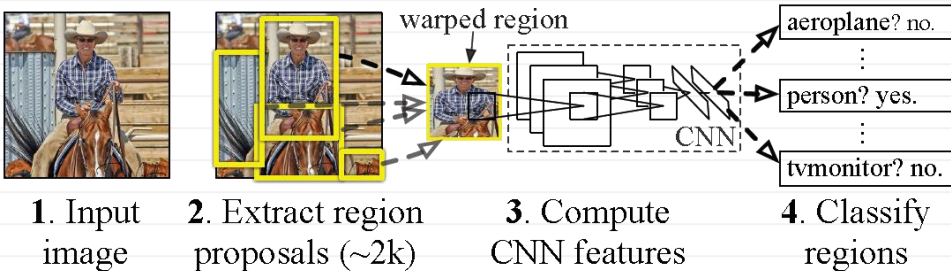 warped region
aeroplane? no.
person? yes.
tvmonitor? no.
CNN
1. Input
image
2. Extract region
proposals (~2k)
3. Compute
CNN features
4. Classify
regions